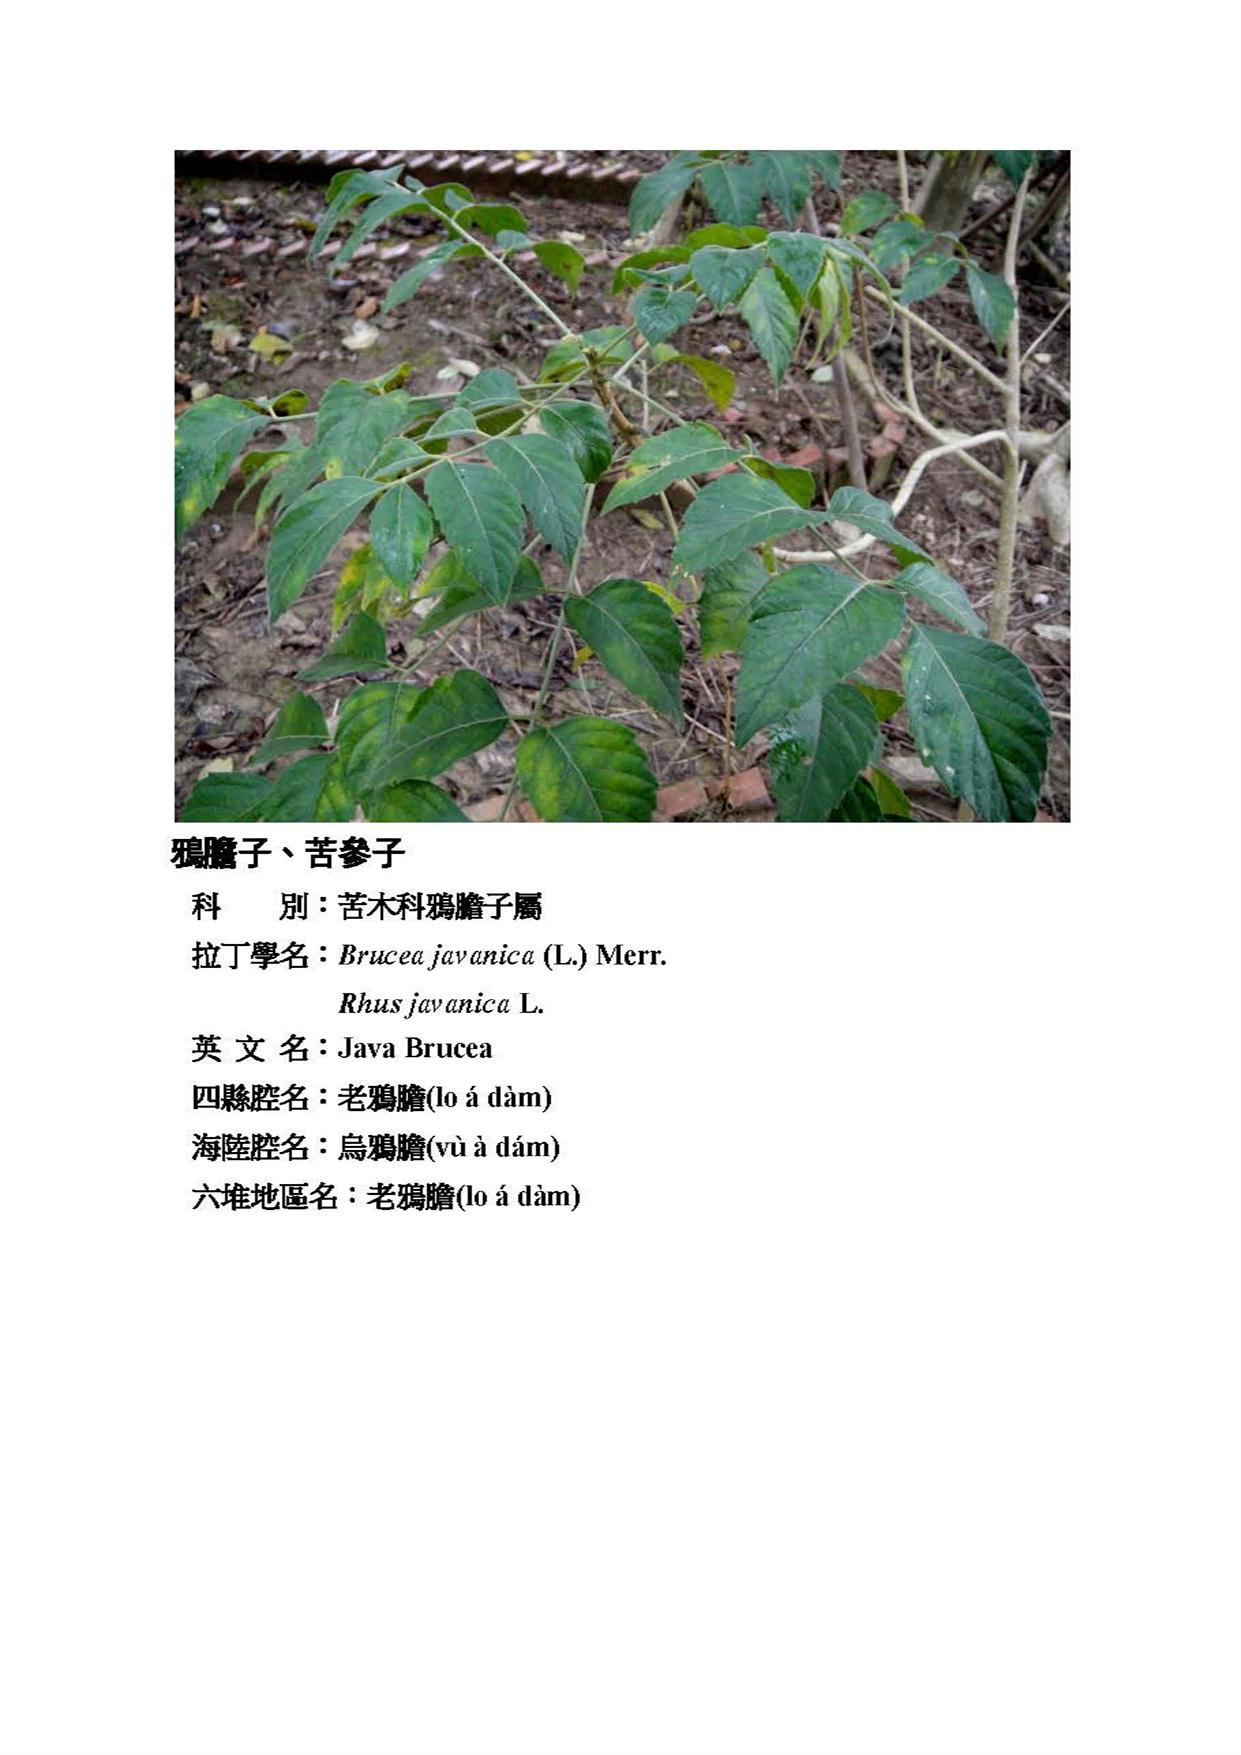 鴉膽子、苦參子
科　　別：苦木科鴉膽子屬
拉丁學名：Brucea javanica (L.) Merr.
Rhus javanica L.
英 文 名：Java Brucea
四縣腔名：老鴉膽(lo á dàm)
海陸腔名：烏鴉膽(vù à dám)
六堆地區名：老鴉膽(lo á dàm)